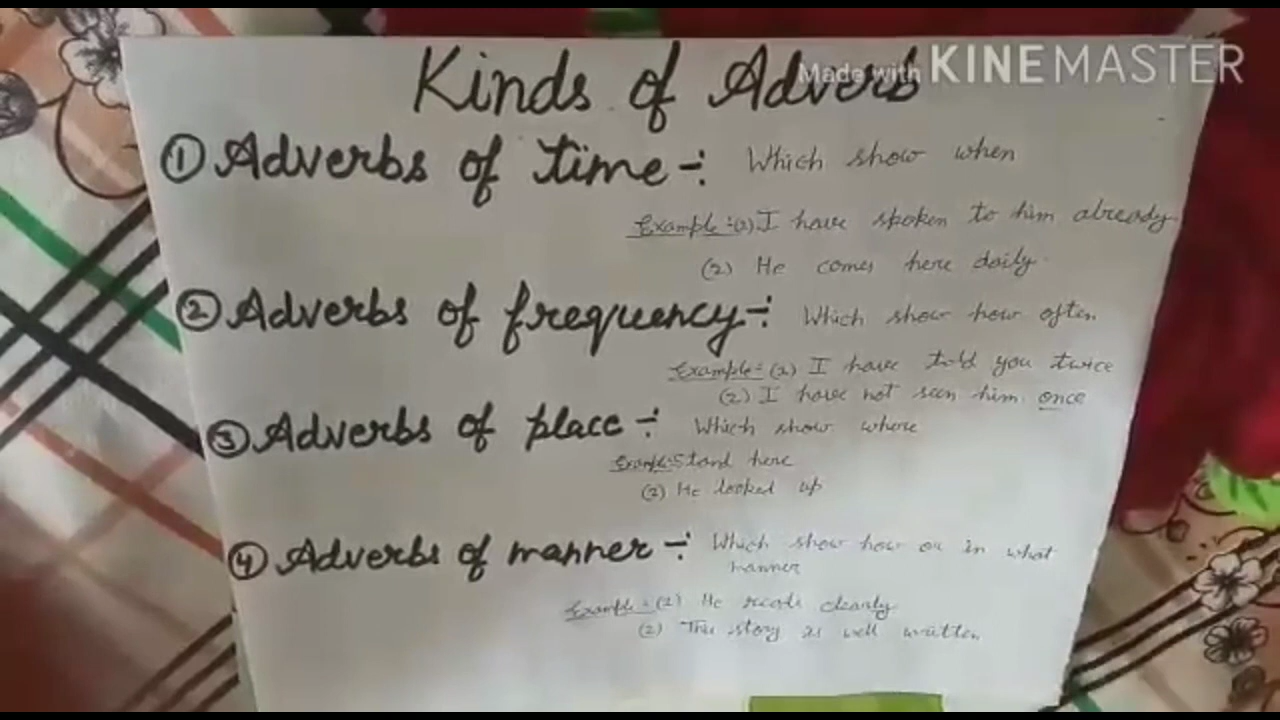 Kinds of Adverb
Made with KINEMASTER
① Adverbs of time -: Which show when
Example :- (1) I have spoken to him already
(2) He comes here daily
② Adverbs of frequency -: Which show how often
Example :- (1) I have told you twice
(2) I have not seen him once
③ Adverbs of place -: Which show where
Example :- Stand here
(2) He looked up
④ Adverbs of manner -: Which show how or in what
manner
Example :- (1) He reads clearly
(2) The story is well written